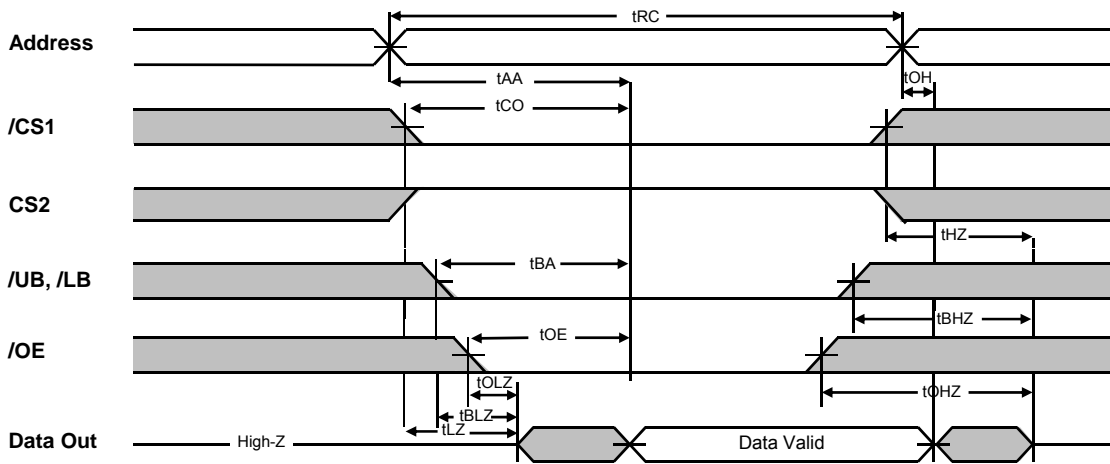 tRC
Address
tAA
tOH
tCO
/CS1
CS2
tHZ
tBA
/UB, /LB
tBHZ
tOE
/OE
tOLZ
tOHZ
tBLZ
tLZ
Data Out
High-Z
Data Valid